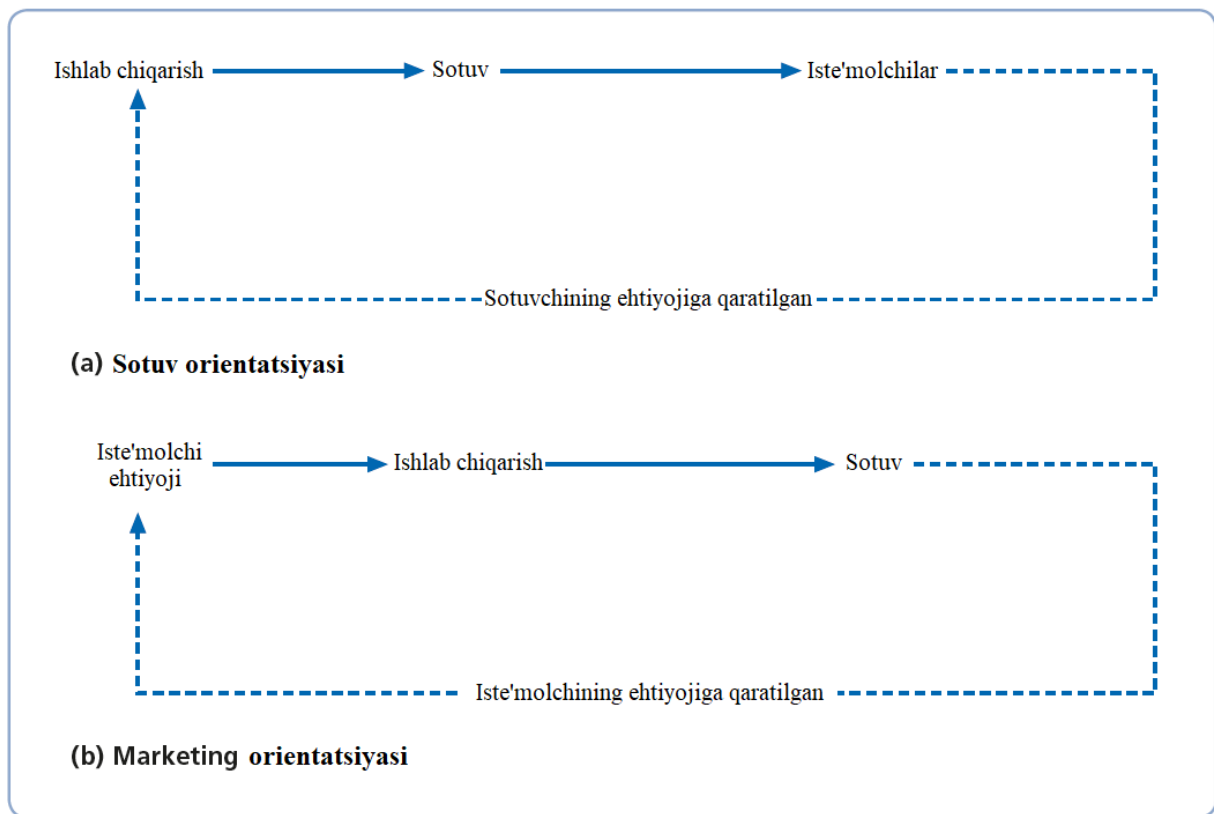 Ishlab chiqarish Sotuv Iste'molchilar
Sotuvchining ehtiyojiga qaratilgan
(a) Sotuv orientatsiyasi
Iste'molchi
ehtiyoji
Ishlab chiqarish Sotuv
Iste'molchining ehtiyojiga qaratilgan
(b) Marketing orientatsiyasi